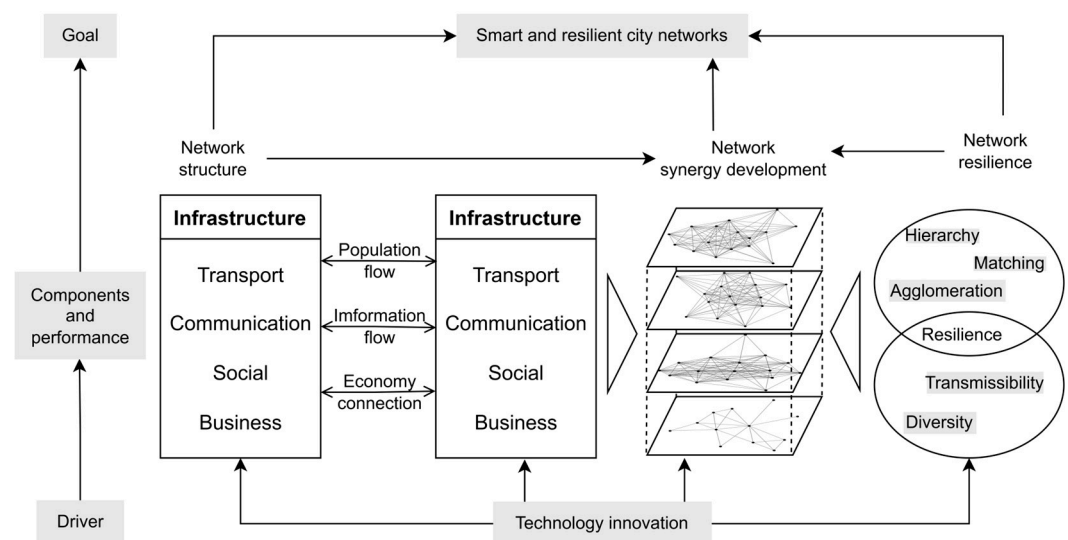 Goal
Smart and resilient city networks
Network
structure
Network
synergy development
Network
resilience
Components
and
performance
Infrastructure
Transport
Communication
Social
Business
Population
flow
Imformation
flow
Economy
connection
Infrastructure
Transport
Communication
Social
Business
Hierarchy
Matching
Agglomeration
Resilience
Transmissibility
Diversity
Driver
Technology innovation